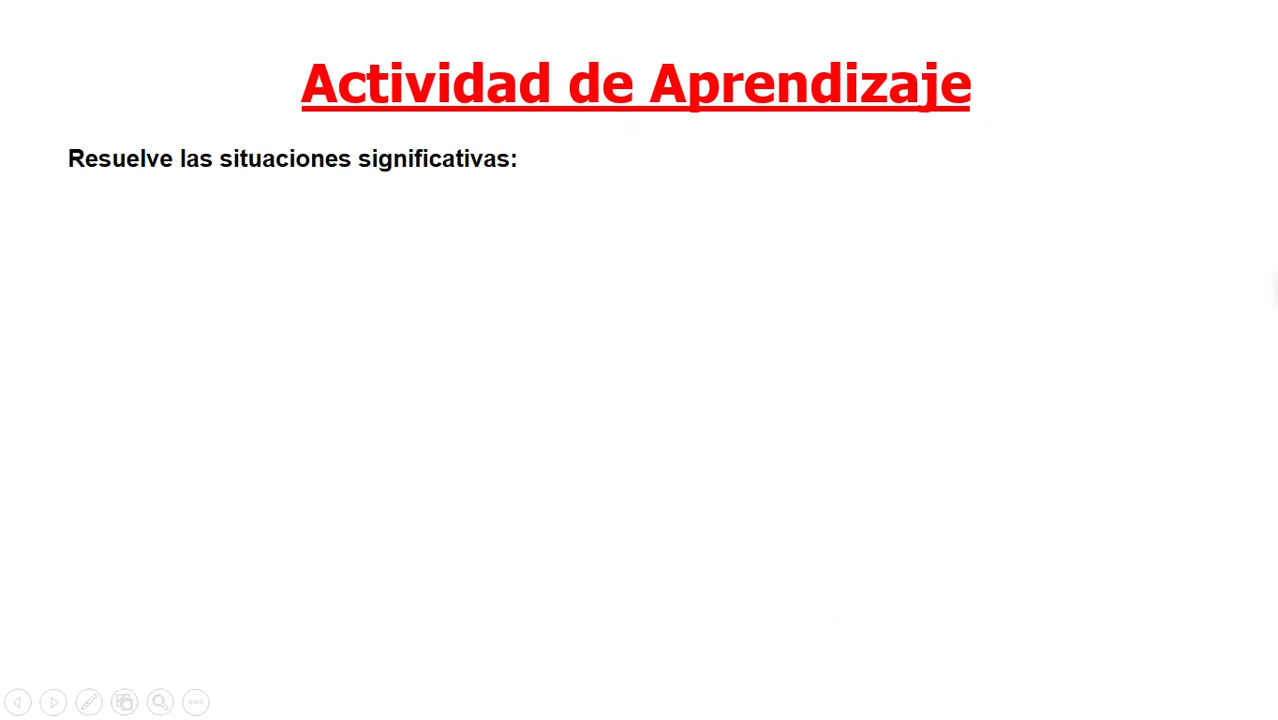 Actividad de Aprendizaje
Resuelve las situaciones significativas: